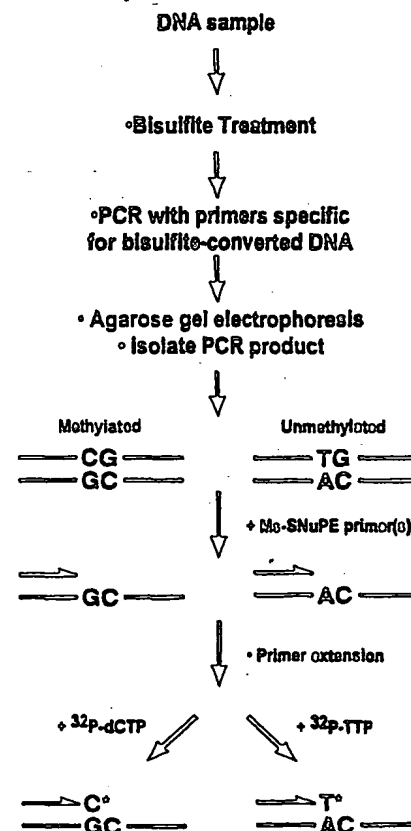 DNA sample
•Bisulfite Treatment
•PCR with primers specific
for bisulfite-converted DNA
• Agarose gel electrophoresis
• isolate PCR product
Methylated Unmethylated
CG TG
GC AC
+ Ms-SNuPE primer(s)
GC AC
• Primer extension
+ ³²P-dCTP + ³²P-TTP
C* T*
GC AC